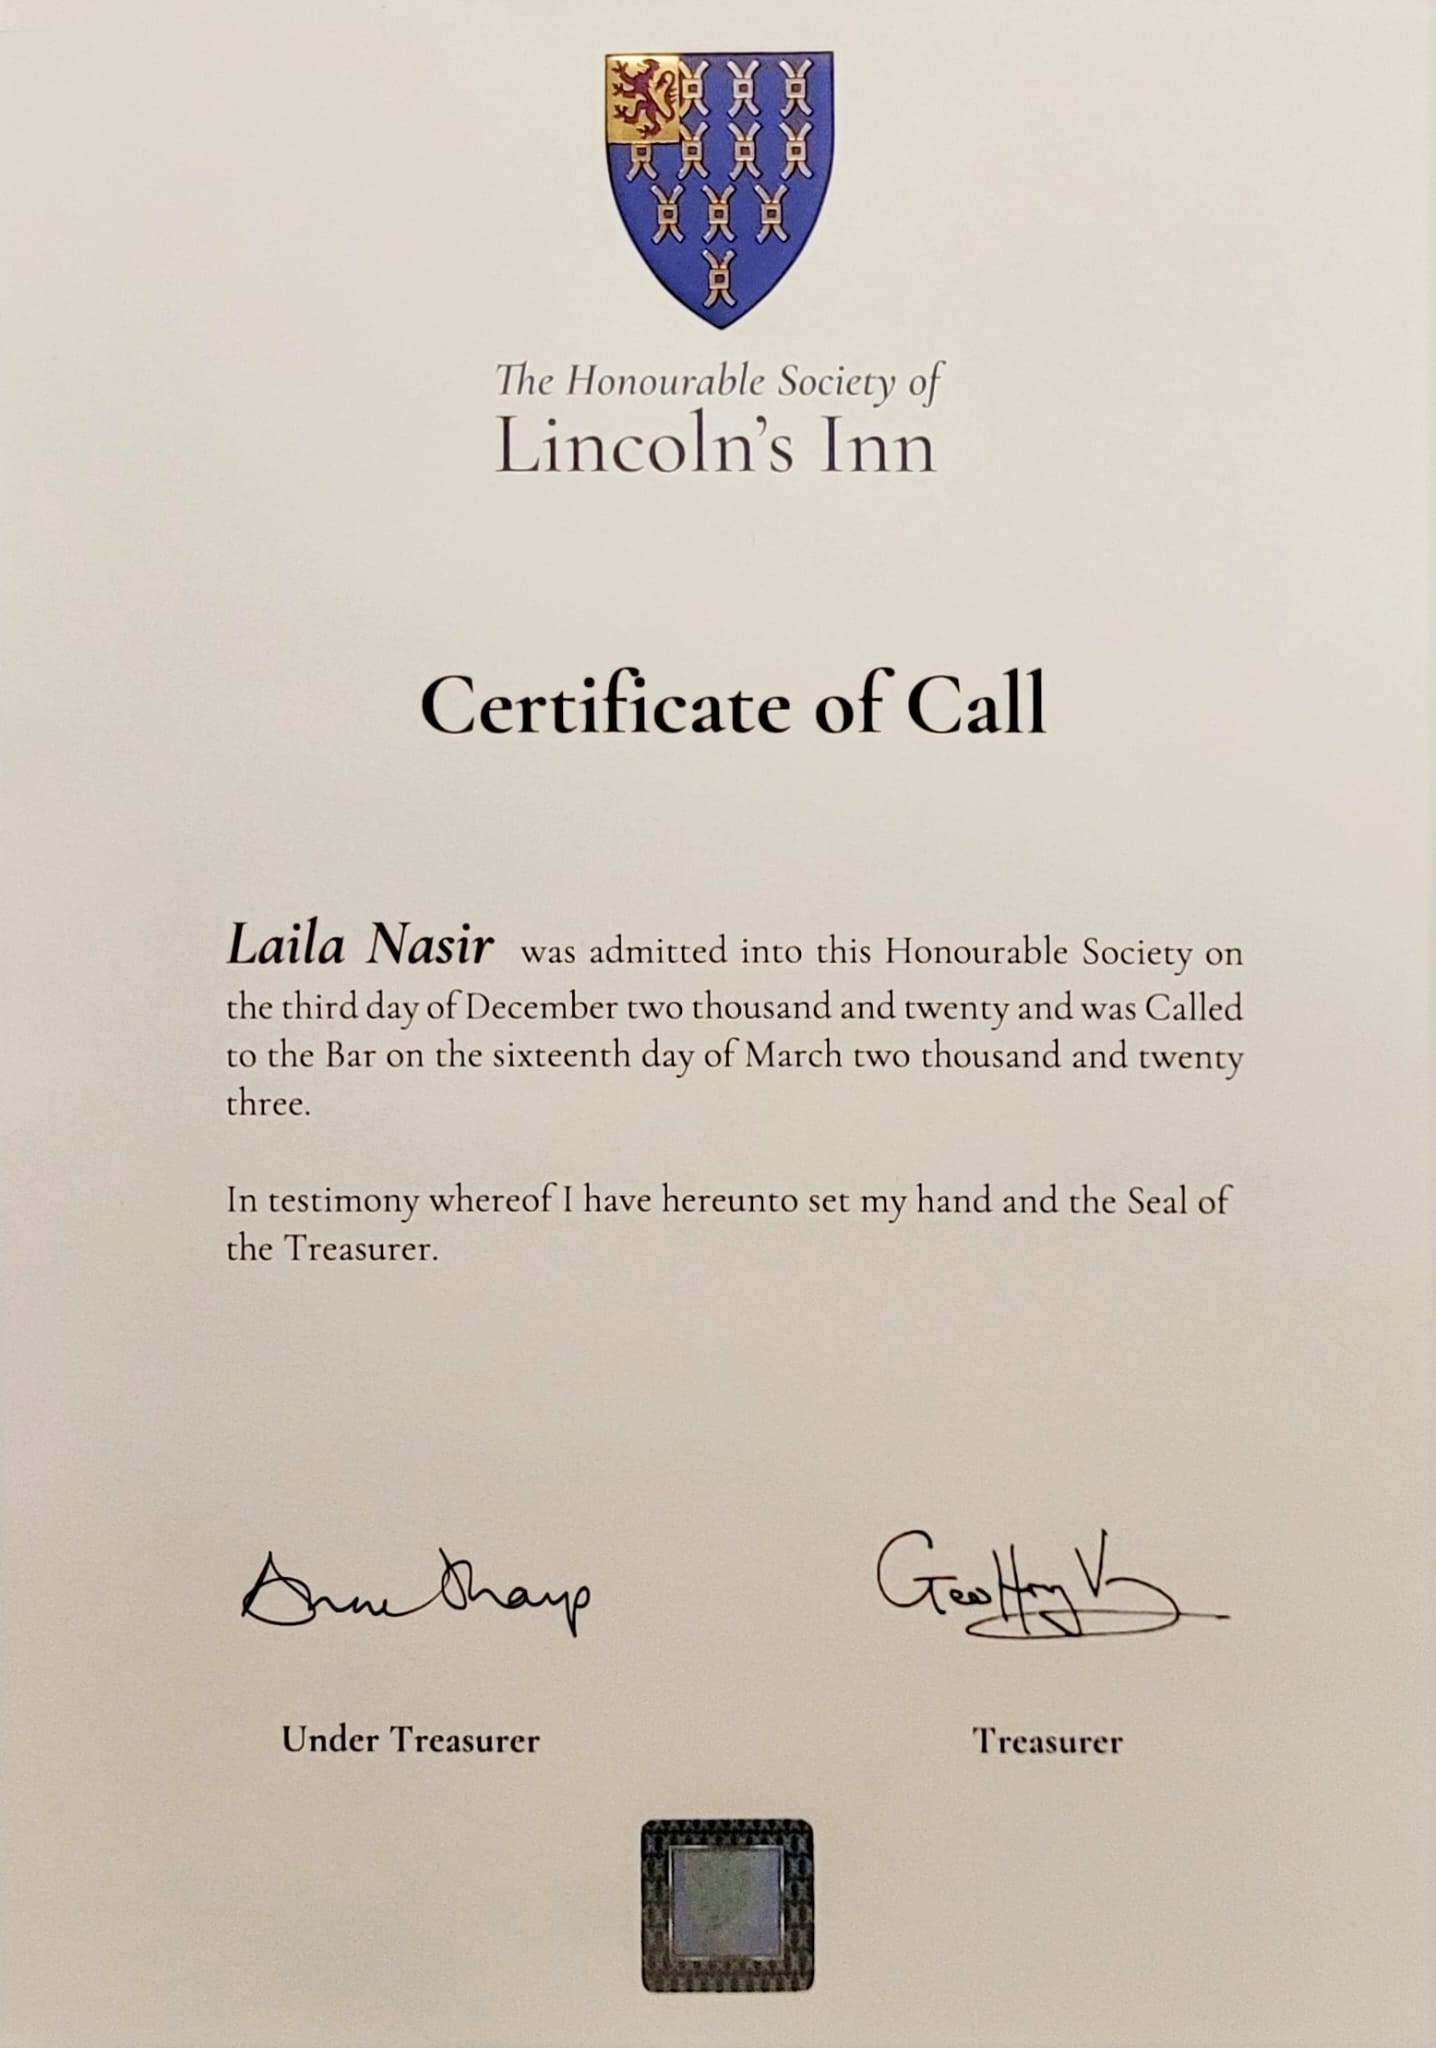 The Honourable Society of
Lincoln's Inn
Certificate of Call
Laila Nasir was admitted into this Honourable Society on
the third day of December two thousand and twenty and was Called
to the Bar on the sixteenth day of March two thousand and twenty
three.
In testimony whereof I have hereunto set my hand and the Seal of
the Treasurer.
Anne Sharp
Geoffrey
Under Treasurer
Treasurer